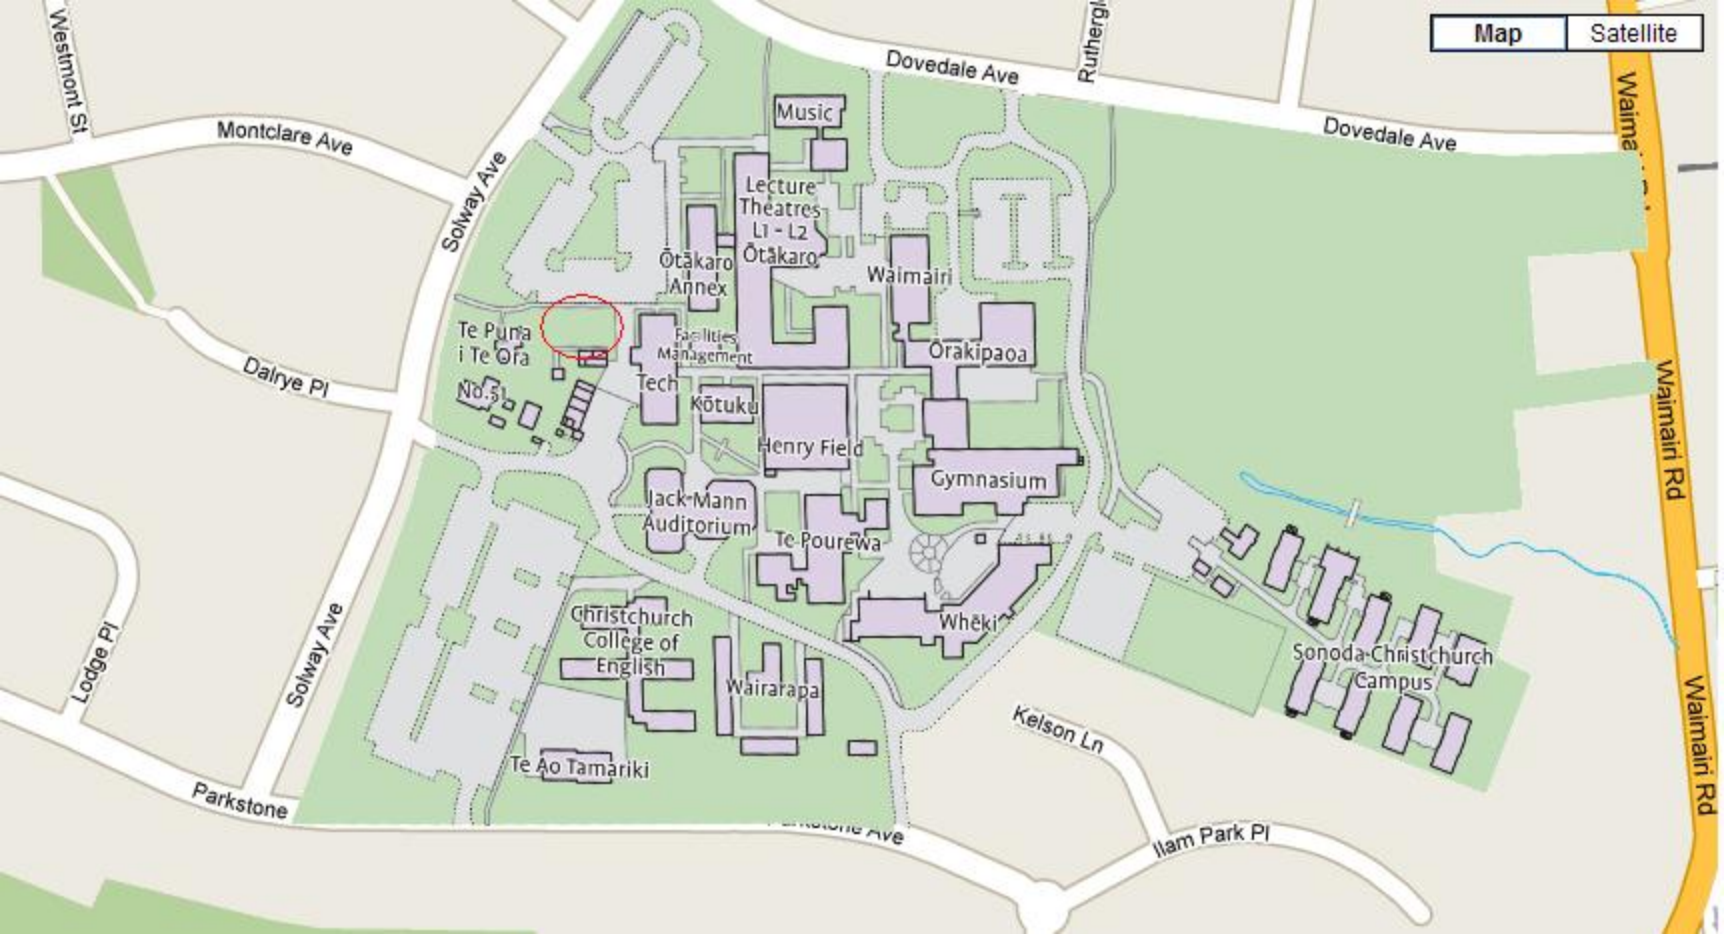 Map
Satellite
Westmont St
Montclare Ave
Solway Ave
Dovedale Ave
Dovedale Ave
Waimairi Rd
Music
Lecture
Theatres
L1 - L2
Ōtākaro
Ōtākaro
Annex
Waimairi
Te Puna
i Te Ora
Facilities
Management
Ōrakipaoa
Dalrye Pl
No.5
Tech
Kōtuku
Henry Field
Gymnasium
Jack Mann
Auditorium
Te Pourewa
Whēki
Christchurch
College of
English
Wairarapa
Te Ao Tamariki
Sonoda Christchurch
Campus
Lodge Pl
Solway Ave
Kelson Ln
Parkstone
Ave
Ilam Park Pl
Waimairi Rd